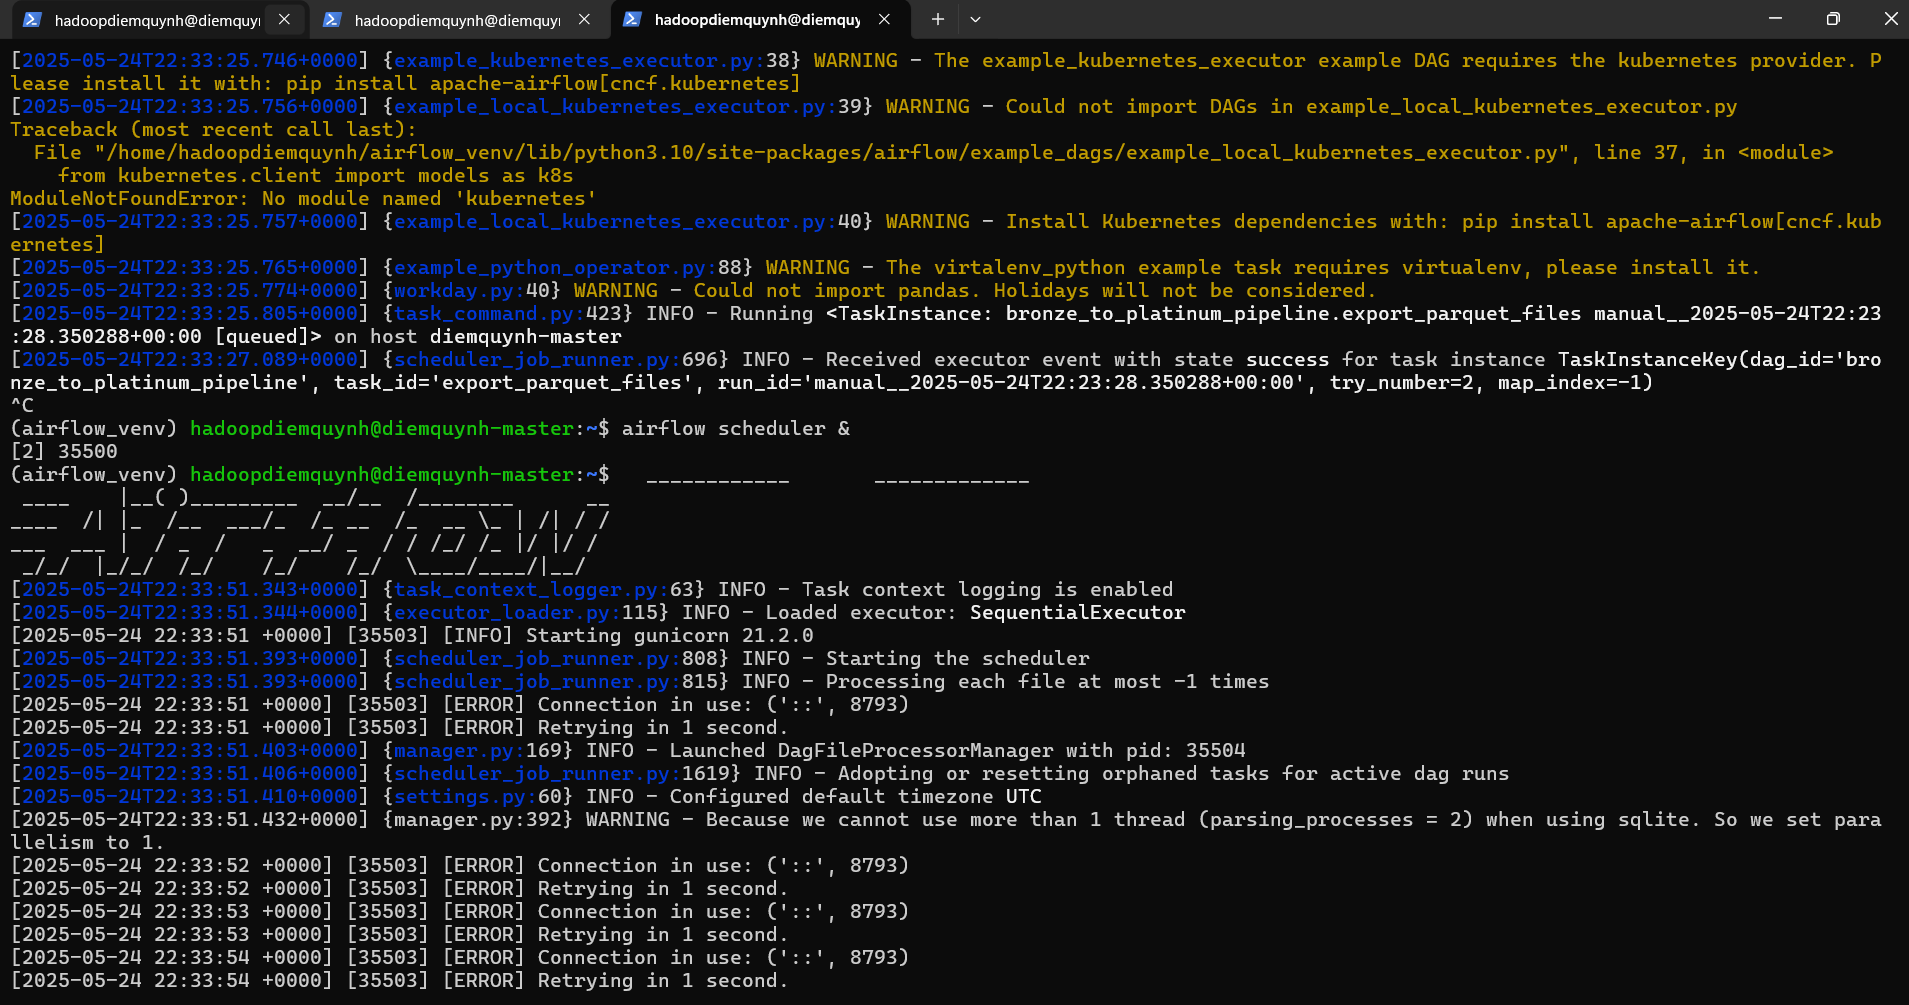 hadoopdiemquynh@diemquyr
hadoopdiemquynh@diemquyr
hadoopdiemquynh@diemquy
[2025-05-24T22:33:25.746+0000] {example_kubernetes_executor.py:38} WARNING - The example_kubernetes_executor example DAG requires the kubernetes provider. P
lease install it with: pip install apache-airflow[cncf.kubernetes]
[2025-05-24T22:33:25.756+0000] {example_local_kubernetes_executor.py:39} WARNING - Could not import DAGs in example_local_kubernetes_executor.py
Traceback (most recent call last):
  File "/home/hadoopdiemquynh/airflow_venv/lib/python3.10/site-packages/airflow/example_dags/example_local_kubernetes_executor.py", line 37, in <module>
    from kubernetes.client import models as k8s
ModuleNotFoundError: No module named 'kubernetes'
[2025-05-24T22:33:25.757+0000] {example_local_kubernetes_executor.py:40} WARNING - Install Kubernetes dependencies with: pip install apache-airflow[cncf.kub
ernetes]
[2025-05-24T22:33:25.765+0000] {example_python_operator.py:88} WARNING - The virtalenv_python example task requires virtualenv, please install it.
[2025-05-24T22:33:25.774+0000] {workday.py:40} WARNING - Could not import pandas. Holidays will not be considered.
[2025-05-24T22:33:25.805+0000] {task_command.py:423} INFO - Running <TaskInstance: bronze_to_platinum_pipeline.export_parquet_files manual__2025-05-24T22:23
:28.350288+00:00 [queued]> on host diemquynh-master
[2025-05-24T22:33:27.089+0000] {scheduler_job_runner.py:696} INFO - Received executor event with state success for task instance TaskInstanceKey(dag_id='bro
nze_to_platinum_pipeline', task_id='export_parquet_files', run_id='manual__2025-05-24T22:23:28.350288+00:00', try_number=2, map_index=-1)
^C
(airflow_venv) hadoopdiemquynh@diemquynh-master:~$ airflow scheduler &
[2] 35500
(airflow_venv) hadoopdiemquynh@diemquynh-master:~$   ____________       _____________
 ____    |__( )_________  __/__  /________      __
____  /| |_  /__  ___/_  /_ __  /_  __ \_ | /| / /
___  ___ |  / _  /   _  __/ _  / / /_/ /_ |/ |/ /
 _/_/  |_/_/  /_/    /_/    /_/  \____/____/|__/
[2025-05-24T22:33:51.343+0000] {task_context_logger.py:63} INFO - Task context logging is enabled
[2025-05-24T22:33:51.344+0000] {executor_loader.py:115} INFO - Loaded executor: SequentialExecutor
[2025-05-24 22:33:51 +0000] [35503] [INFO] Starting gunicorn 21.2.0
[2025-05-24T22:33:51.393+0000] {scheduler_job_runner.py:808} INFO - Starting the scheduler
[2025-05-24T22:33:51.393+0000] {scheduler_job_runner.py:815} INFO - Processing each file at most -1 times
[2025-05-24 22:33:51 +0000] [35503] [ERROR] Connection in use: ('::', 8793)
[2025-05-24 22:33:51 +0000] [35503] [ERROR] Retrying in 1 second.
[2025-05-24T22:33:51.403+0000] {manager.py:169} INFO - Launched DagFileProcessorManager with pid: 35504
[2025-05-24T22:33:51.406+0000] {scheduler_job_runner.py:1619} INFO - Adopting or resetting orphaned tasks for active dag runs
[2025-05-24T22:33:51.410+0000] {settings.py:60} INFO - Configured default timezone UTC
[2025-05-24T22:33:51.432+0000] {manager.py:392} WARNING - Because we cannot use more than 1 thread (parsing_processes = 2) when using sqlite. So we set para
llelism to 1.
[2025-05-24 22:33:52 +0000] [35503] [ERROR] Connection in use: ('::', 8793)
[2025-05-24 22:33:52 +0000] [35503] [ERROR] Retrying in 1 second.
[2025-05-24 22:33:53 +0000] [35503] [ERROR] Connection in use: ('::', 8793)
[2025-05-24 22:33:53 +0000] [35503] [ERROR] Retrying in 1 second.
[2025-05-24 22:33:54 +0000] [35503] [ERROR] Connection in use: ('::', 8793)
[2025-05-24 22:33:54 +0000] [35503] [ERROR] Retrying in 1 second.